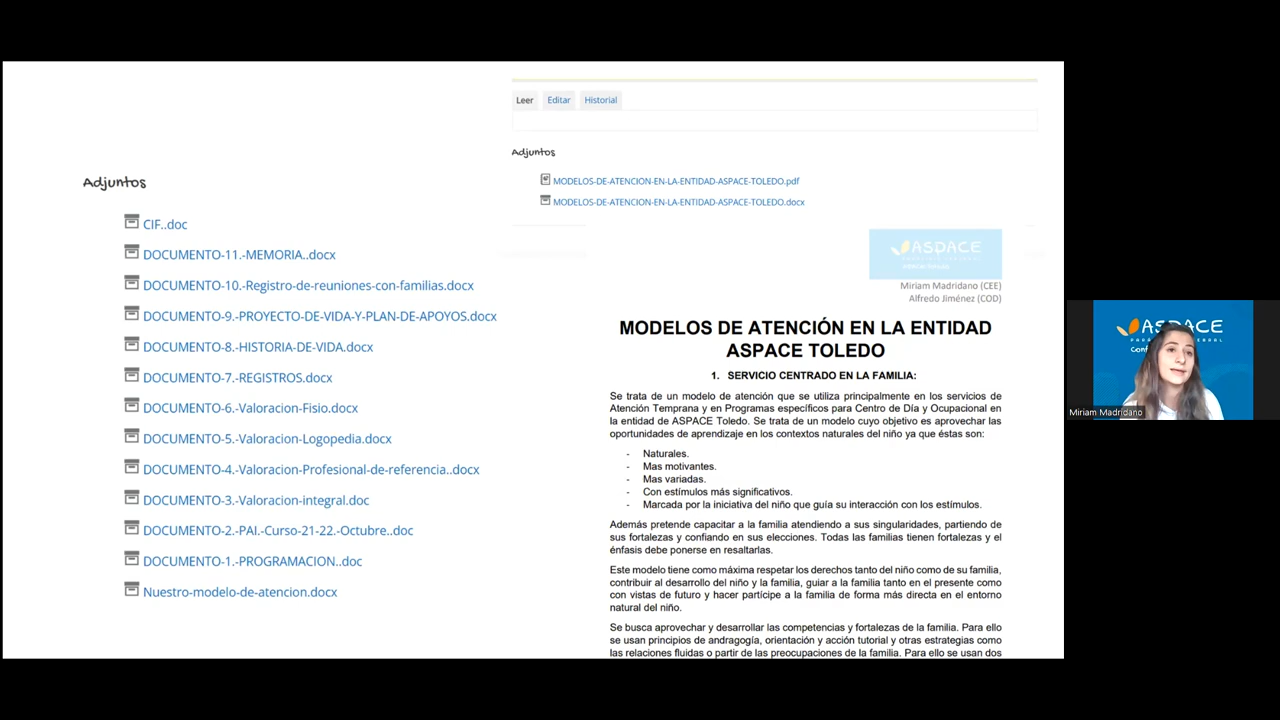 Adjuntos
CIF..doc
DOCUMENTO-11.-MEMORIA..docx
DOCUMENTO-10.-Registro-de-reuniones-con-familias.docx
DOCUMENTO-9.-PROYECTO-DE-VIDA-Y-PLAN-DE-APOYOS.docx
DOCUMENTO-8.-HISTORIA-DE-VIDA.docx
DOCUMENTO-7.-REGISTROS.docx
DOCUMENTO-6.-Valoracion-Fisio.docx
DOCUMENTO-5.-Valoracion-Logopedia.docx
DOCUMENTO-4.-Valoracion-Profesional-de-referencia..docx
DOCUMENTO-3.-Valoracion-integral.doc
DOCUMENTO-2.-PAI.-Curso-21-22.-Octubre..doc
DOCUMENTO-1.-PROGRAMACION..doc
Nuestro-modelo-de-atencion.docx
Leer Editar Historial
Adjuntos
MODELOS-DE-ATENCION-EN-LA-ENTIDAD-ASPACE-TOLEDO.pdf
MODELOS-DE-ATENCION-EN-LA-ENTIDAD-ASPACE-TOLEDO.docx
ASPACE
Miriam Madridano (CEE)
Alfredo Jiménez (COD)
MODELOS DE ATENCIÓN EN LA ENTIDAD
ASPACE TOLEDO
1. SERVICIO CENTRADO EN LA FAMILIA:
Se trata de un modelo de atención que se utiliza principalmente en los servicios de
Atención Temprana y en Programas específicos para Centro de Día y Ocupacional en
la entidad de ASPACE Toledo. Se trata de un modelo cuyo objetivo es aprovechar las
oportunidades de aprendizaje en los contextos naturales del niño ya que éstas son:
- Naturales.
- Mas motivantes.
- Mas variadas.
- Con estímulos más significativos.
- Marcada por la iniciativa del niño que guía su interacción con los estímulos.
Además pretende capacitar a la familia atendiendo a sus singularidades, partiendo de
sus fortalezas y confiando en sus elecciones. Todas las familias tienen fortalezas y el
énfasis debe ponerse en resaltarlas.
Este modelo tiene como máxima respetar los derechos tanto del niño como de su familia,
contribuir al desarrollo del niño y la familia, guiar a la familia tanto en el presente como
con vistas de futuro y hacer partícipe a la familia de forma más directa en el entorno
natural del niño.
Se busca aprovechar y desarrollar las competencias y fortalezas de la familia. Para ello
se usan principios de andragogía, orientación y acción tutorial y otras estrategias como
las relaciones fluidas o partir de las preocupaciones de la familia. Para ello se usan dos
ASPACE
Miriam Madridano